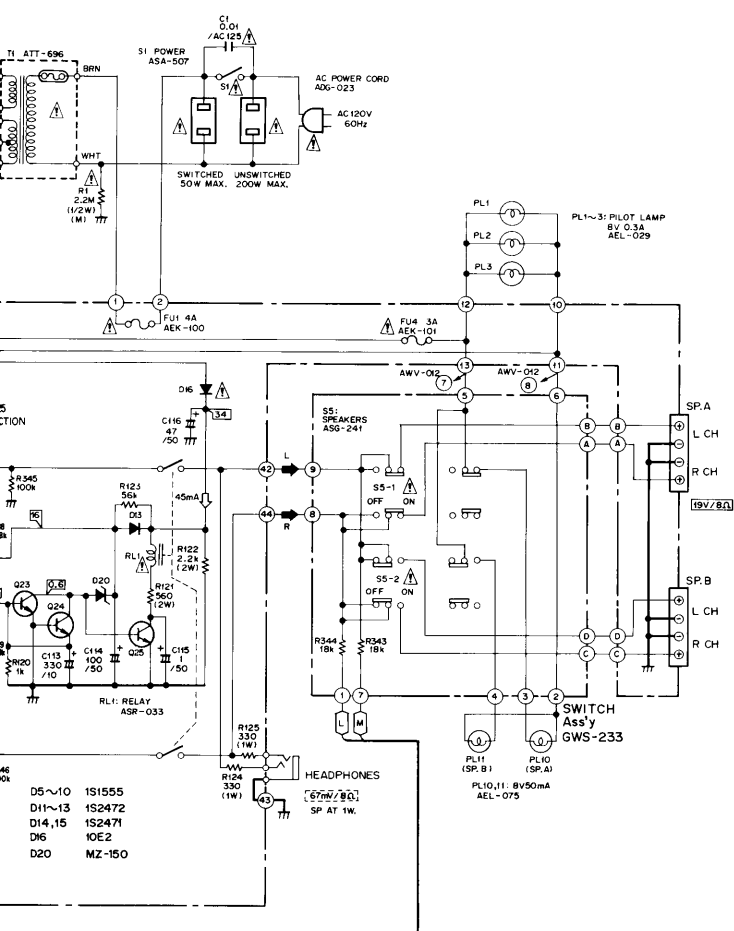 C1
0.01
/AC125
T1 ATT-696
S1 POWER
ASA-507
BRN
S1
AC POWER CORD
ADG-023
AC120V
60Hz
WHT
R1
2.2M
(1/2W)
(M)
SWITCHED
50W MAX.
UNSWITCHED
200W MAX.
PL1
PL2
PL3
PL1~3: PILOT LAMP
8V 0.3A
AEL-029
1
2
12
10
FU1 4A
AEK-100
FU4 3A
AEK-101
13
11
AWV-012
7
AWV-012
8
D16
34
5
6
C116
47
/50
S5:
SPEAKERS
ASG-241
SP.A
B
B
A
A
L CH
R CH
19V/8Ω
CTION
R345
100k
L
42
9
S5-1
OFF
ON
R123
56k
D13
45mA
44
8
R
16
RL1
R122
2.2k
(2W)
S5-2
OFF
ON
SP.B
L CH
R CH
Q23
0.6
D20
R121
560
(2W)
Q24
Q25
C113
330
/10
C114
100
/50
C115
1
/50
R120
1k
R344
18k
R343
18k
D
D
C
C
RL1: RELAY
ASR-033
1
7
4
3
2
L
M
SWITCH
Ass'y
GWS-233
R125
330
(1W)
PL11
(SP.B)
PL10
(SP.A)
R124
330
(1W)
HEADPHONES
67mV/8Ω
SP AT 1W.
43
PL10,11: 8V50mA
AEL-075
D5~10 1S1555
D11~13 1S2472
D14,15 1S2471
D16 10E2
D20 MZ-150